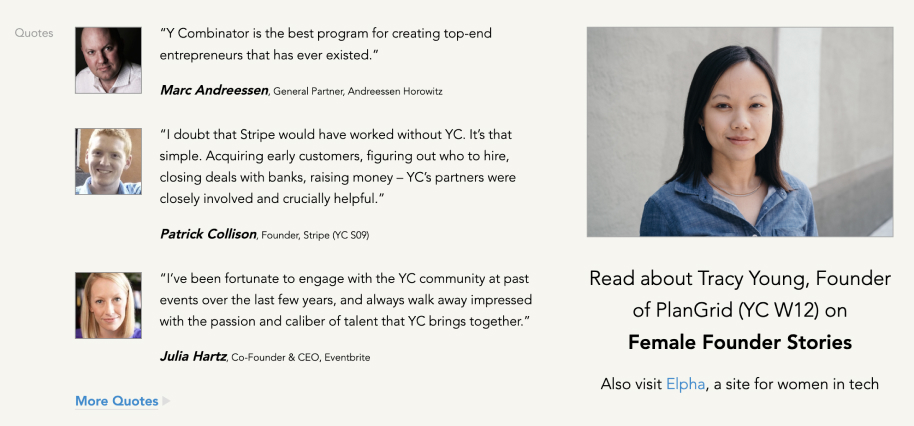 Quotes
“Y Combinator is the best program for creating top-end
entrepreneurs that has ever existed.”
Marc Andreessen, General Partner, Andreessen Horowitz
“I doubt that Stripe would have worked without YC. It’s that
simple. Acquiring early customers, figuring out who to hire,
closing deals with banks, raising money – YC’s partners were
closely involved and crucially helpful.”
Patrick Collison, Founder, Stripe (YC S09)
“I’ve been fortunate to engage with the YC community at past
events over the last few years, and always walk away impressed
with the passion and caliber of talent that YC brings together.”
Julia Hartz, Co-Founder & CEO, Eventbrite
More Quotes
Read about Tracy Young, Founder
of PlanGrid (YC W12) on
Female Founder Stories
Also visit Elpha, a site for women in tech